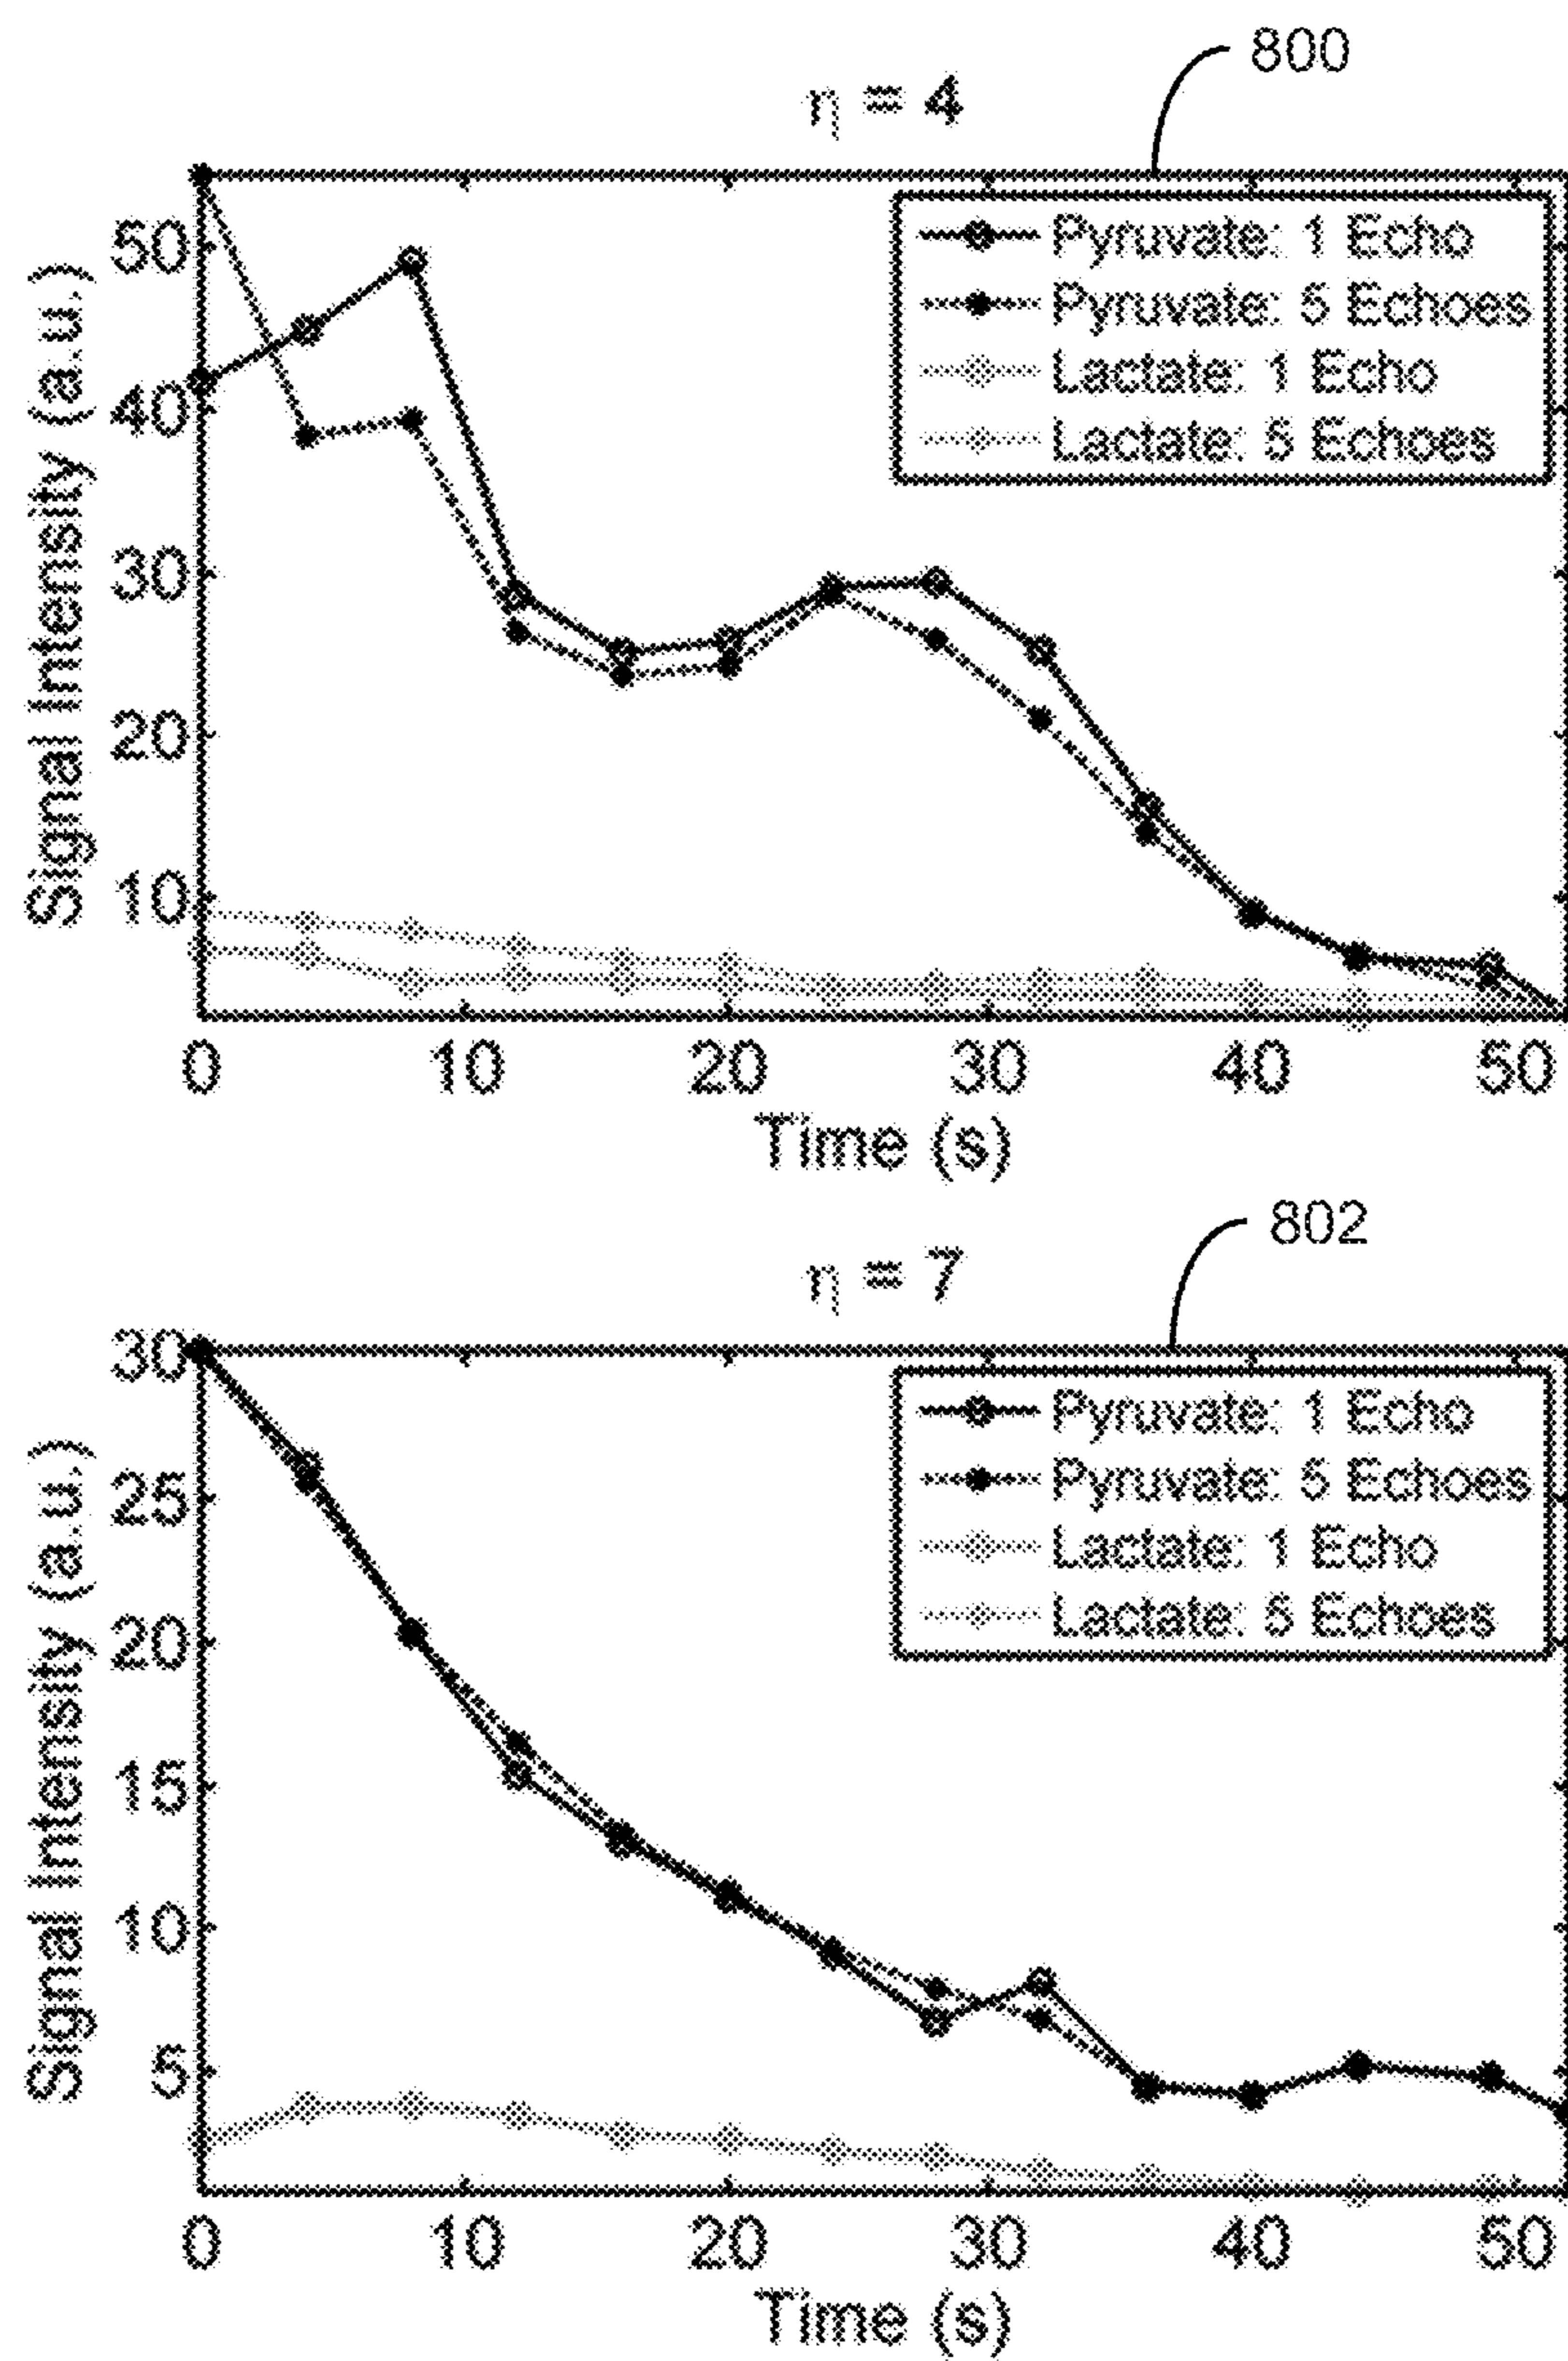 800
η = 4
Signal Intensity (a.u.)
50
40
30
20
10
Pyruvate: 1 Echo
Pyruvate: 5 Echoes
Lactate: 1 Echo
Lactate: 5 Echoes
0 10 20 30 40 50
Time (s)
802
η = 7
Signal Intensity (a.u.)
30
25
20
15
10
5
Pyruvate: 1 Echo
Pyruvate: 5 Echoes
Lactate: 1 Echo
Lactate: 5 Echoes
0 10 20 30 40 50
Time (s)